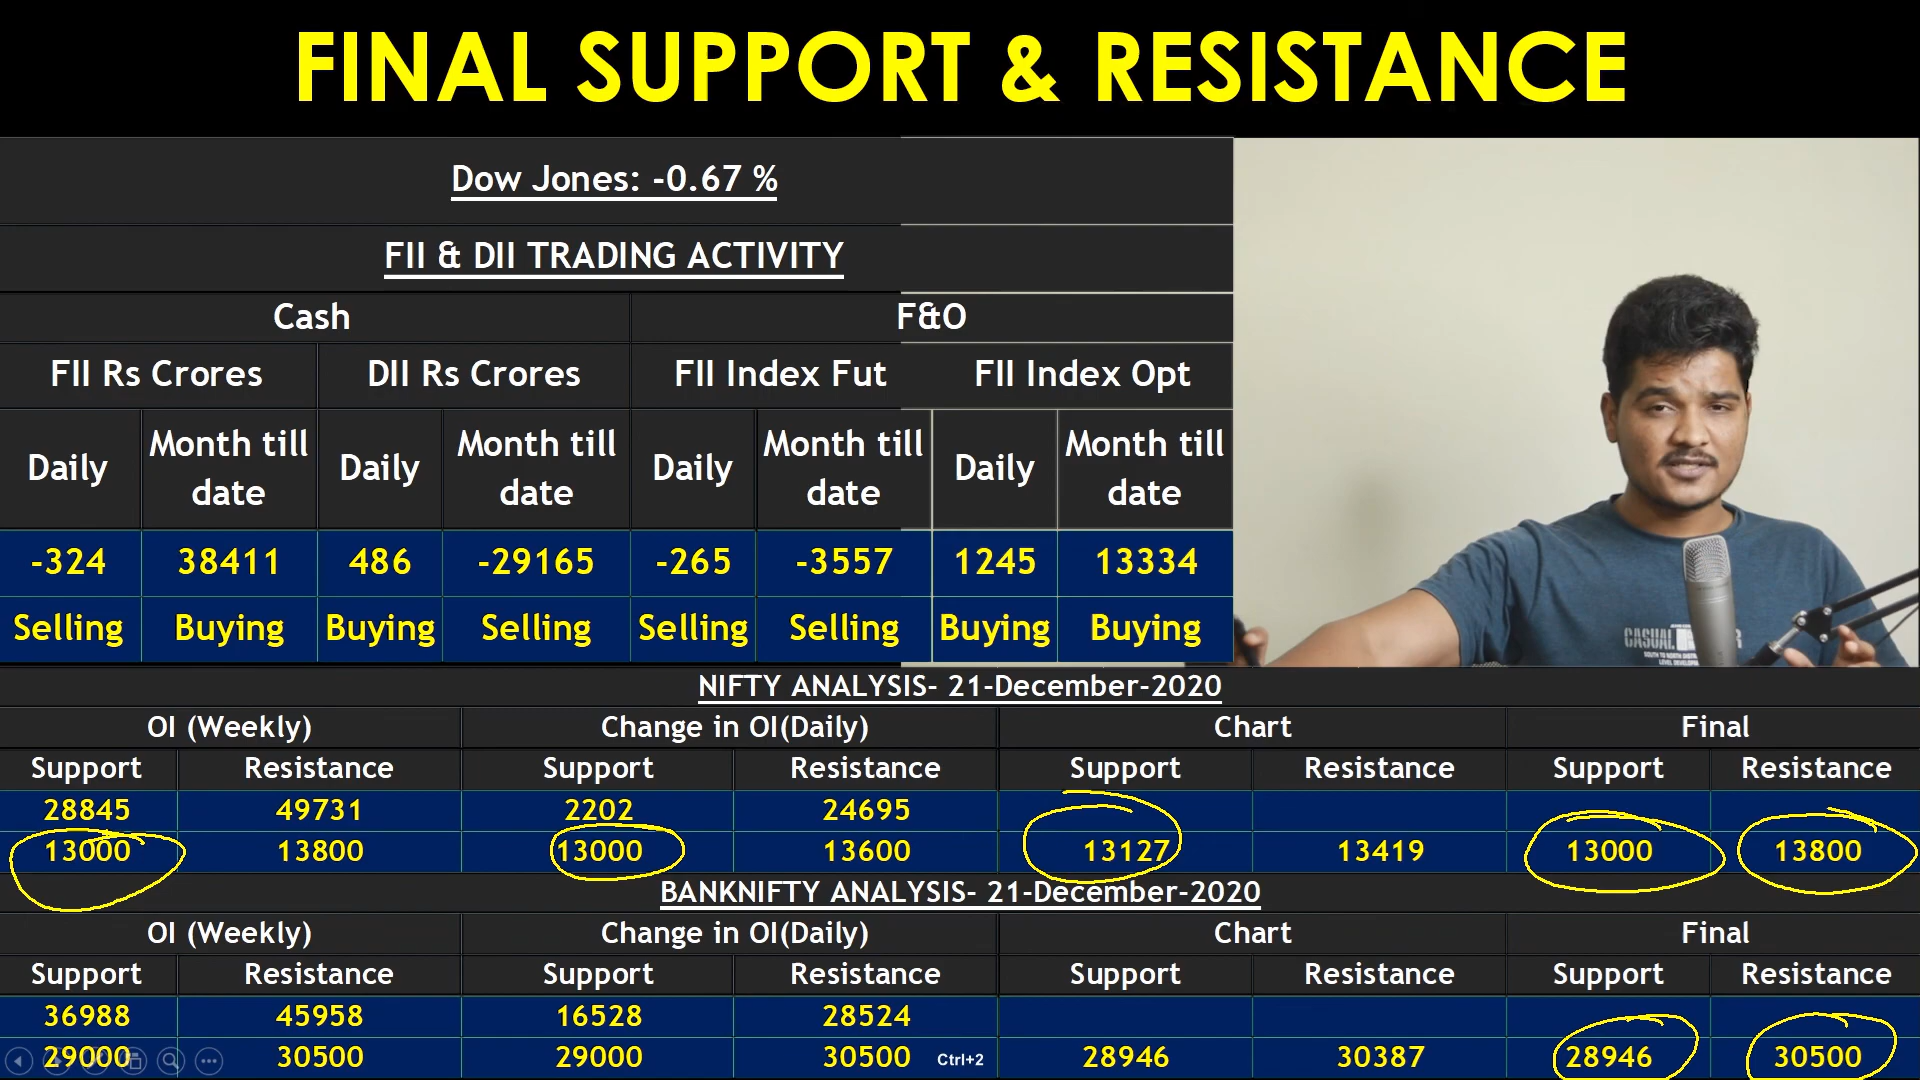 FINAL SUPPORT & RESISTANCE
Dow Jones: -0.67 %
FII & DII TRADING ACTIVITY
Cash F&O
FII Rs Crores DII Rs Crores FII Index Fut FII Index Opt
Daily Month till date Daily Month till date Daily Month till date Daily Month till date
-324 38411 486 -29165 -265 -3557 1245 13334
Selling Buying Buying Selling Selling Selling Buying Buying
CASUAL
NIFTY ANALYSIS- 21-December-2020
OI (Weekly) Change in OI(Daily) Chart Final
Support Resistance Support Resistance Support Resistance Support Resistance
28845 49731 2202 24695
13000 13800 13000 13600 13127 13419 13000 13800
BANKNIFTY ANALYSIS- 21-December-2020
OI (Weekly) Change in OI(Daily) Chart Final
Support Resistance Support Resistance Support Resistance Support Resistance
36988 45958 16528 28524
29000 30500 29000 30500 Ctrl+2 28946 30387 28946 30500